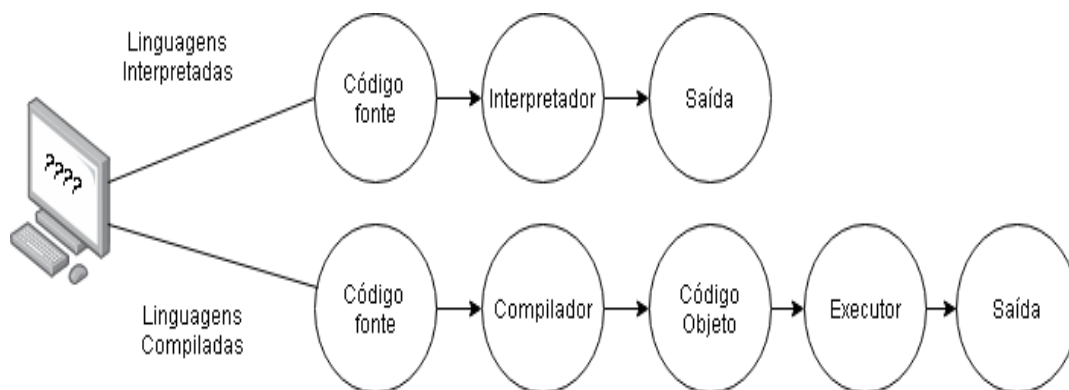 Linguagens
Interpretadas
Código
fonte
Interpretador
Saída
????
Linguagens
Compiladas
Código
fonte
Compilador
Código
Objeto
Executor
Saída